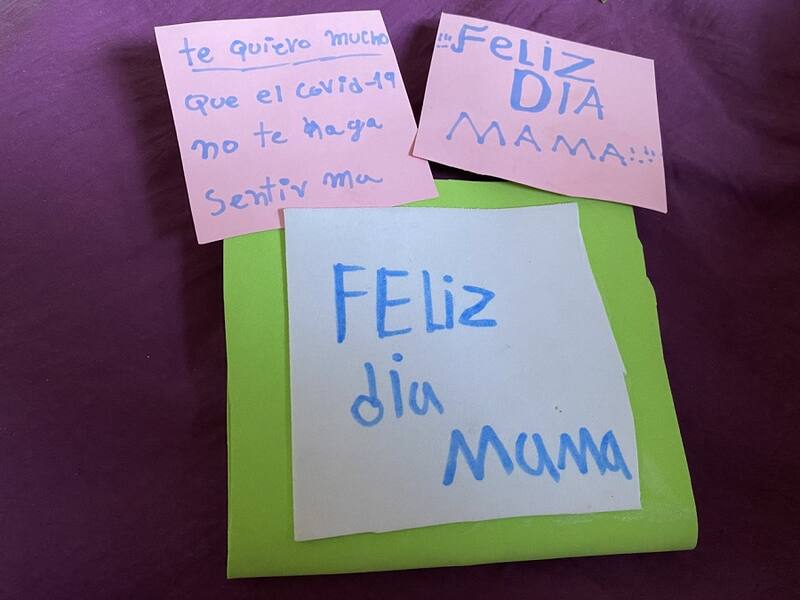 te quiero mucho
Que el covid-19
no te haga
Sentir ma
¡¡¡FeLiZ
DIA
MAMA!!!
FELiz
dia
Mama